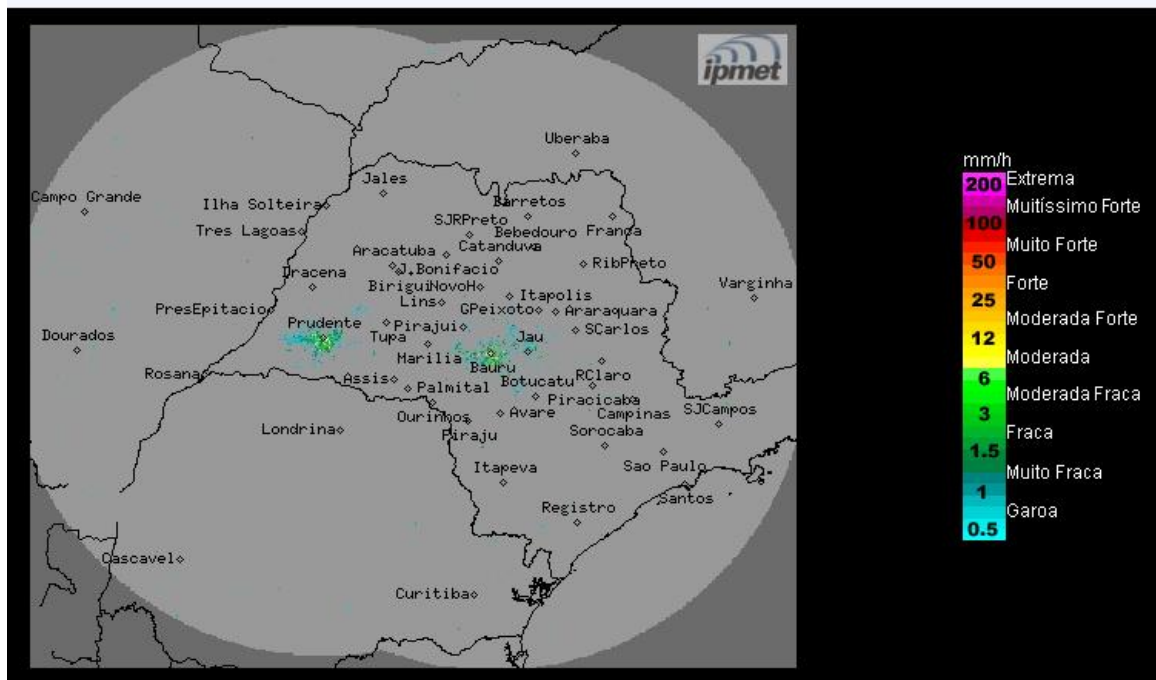 ipmet
Uberaba
Jales
Campo Grande
Ilha Solteira
Barretos
SJRPreto
Tres Lagoas
Bebedouro
Franca
Catanduva
Aracatuba
Dracena
J.Bonifacio
RibPreto
Birigui
NovoH
Varginha
Lins
Itapolis
PresEpitacio
GPeixoto
Araraquara
Prudente
Pirajui
SCarlos
Dourados
Tupa
Jau
Marilia
Bauru
Rosana
Assis
Botucatu
RClaro
Palmital
Piracicaba
Ourinhos
Avare
Campinas
SJCampos
Londrina
Piraju
Sorocaba
Itapeva
Sao Paulo
Santos
Registro
Cascavel
Curitiba
mm/h
200 Extrema
Muitíssimo Forte
100
Muito Forte
50
Forte
25
Moderada Forte
12
Moderada
6
Moderada Fraca
3
Fraca
1.5
Muito Fraca
1
Garoa
0.5